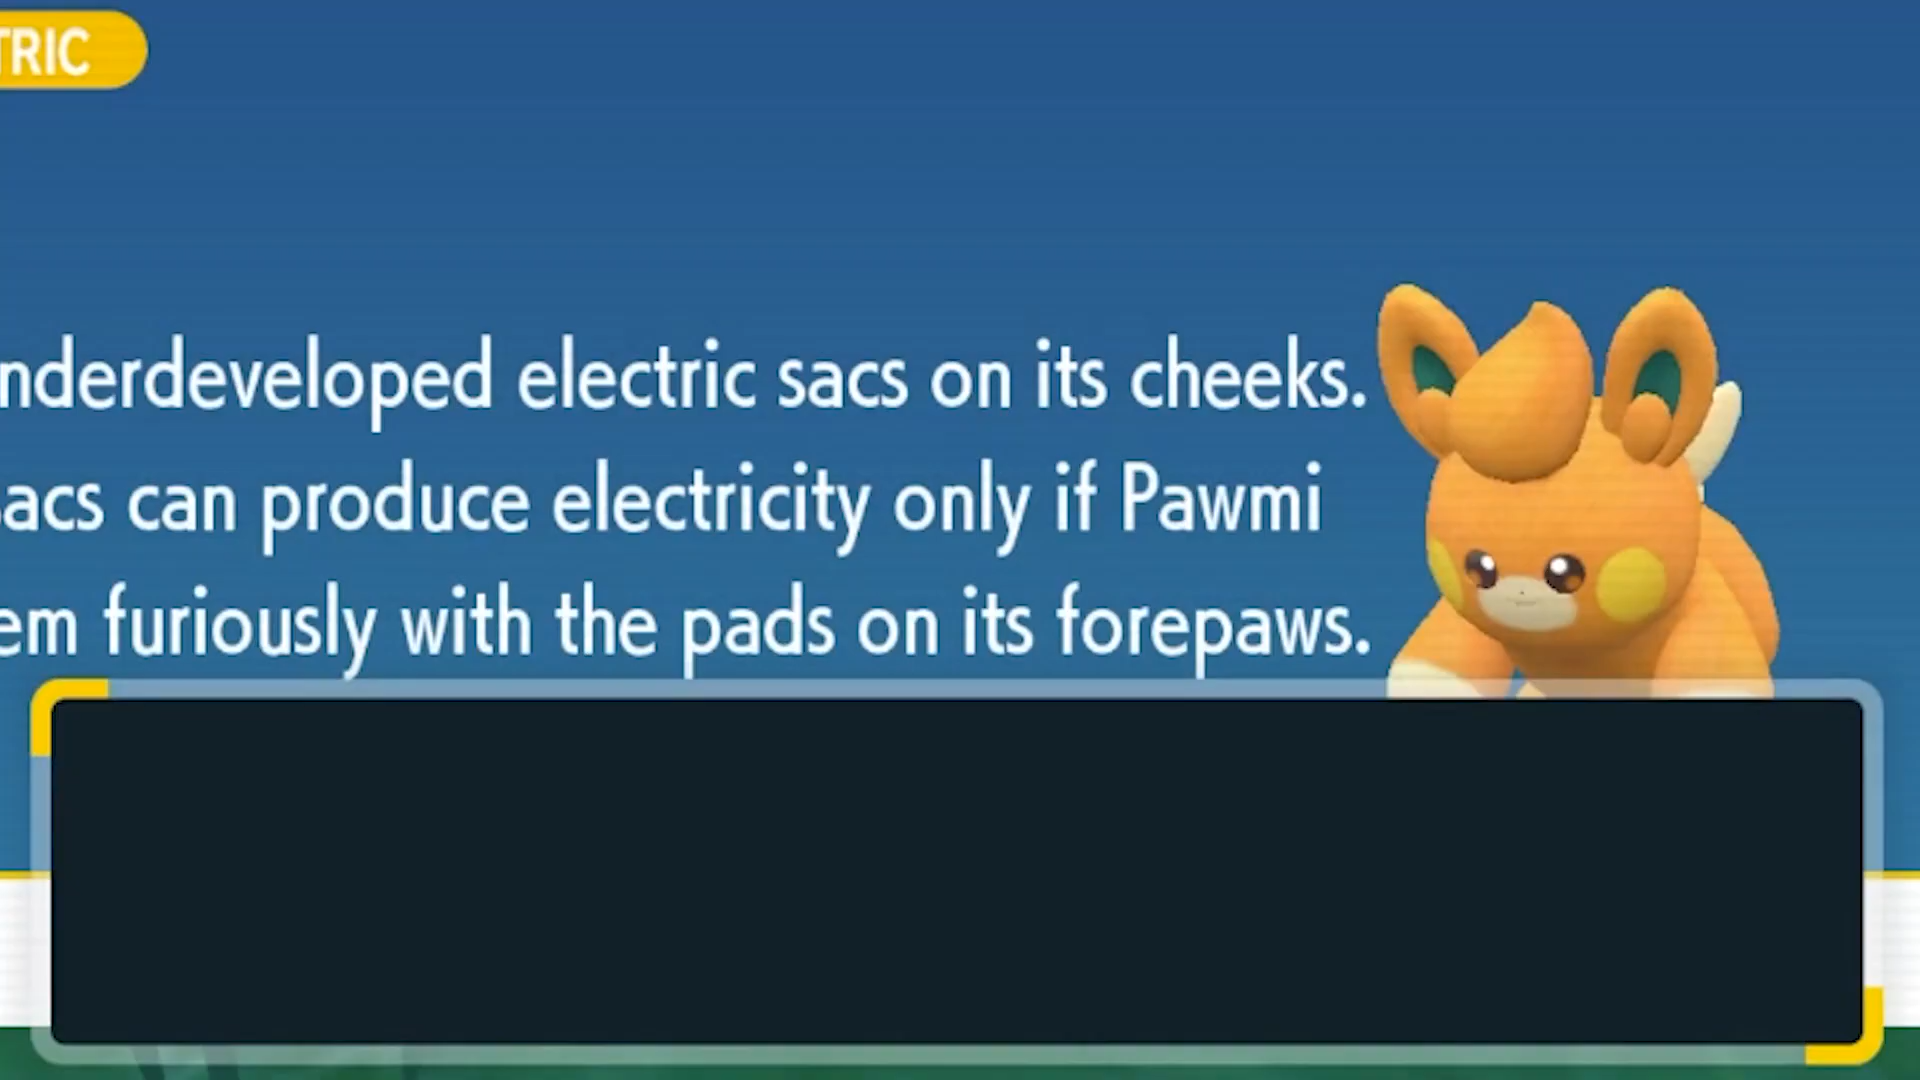 TRIC
nderdeveloped electric sacs on its cheeks.
sacs can produce electricity only if Pawmi
em furiously with the pads on its forepaws.